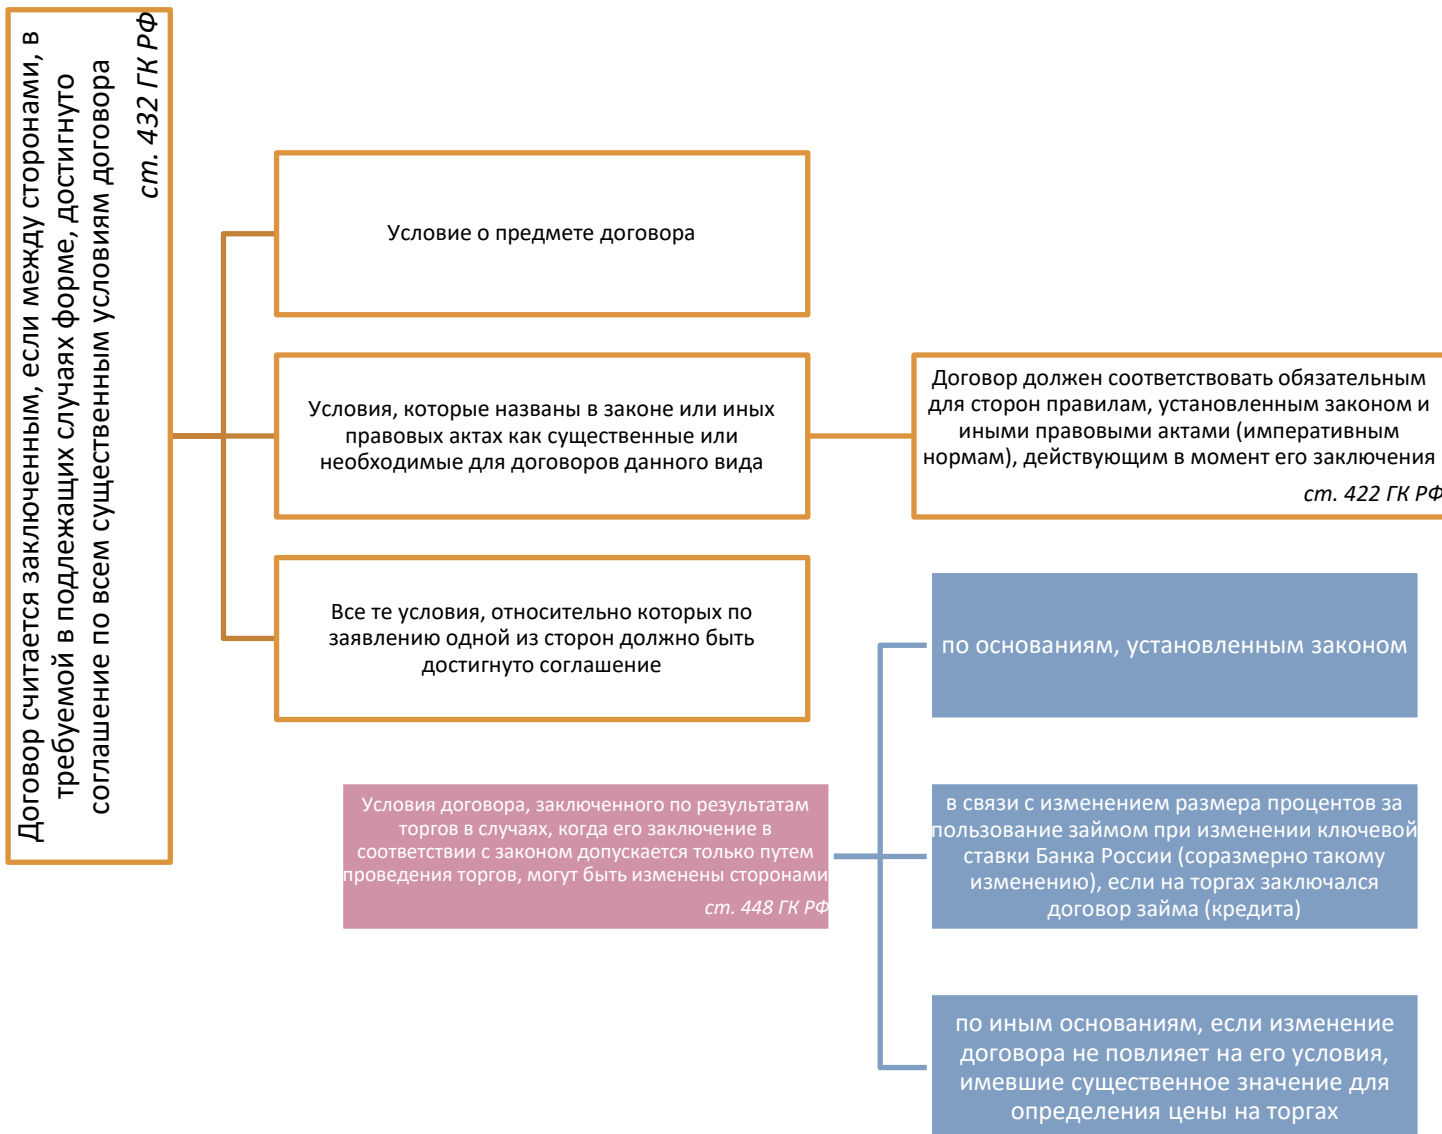 Договор считается заключенным, если между сторонами, в
требуемой в подлежащих случаях форме, достигнуто
соглашение по всем существенным условиям договора
ст. 432 ГК РФ
Условие о предмете договора
Условия, которые названы в законе или иных
правовых актах как существенные или
необходимые для договоров данного вида
Договор должен соответствовать обязательным
для сторон правилам, установленным законом и
иными правовыми актами (императивным
нормам), действующим в момент его заключения
ст. 422 ГК РФ
Все те условия, относительно которых по
заявлению одной из сторон должно быть
достигнуто соглашение
Условия договора, заключенного по результатам
торгов в случаях, когда его заключение в
соответствии с законом допускается только путем
проведения торгов, могут быть изменены сторонами
ст. 448 ГК РФ
по основаниям, установленным законом
в связи с изменением размера процентов за
пользование займом при изменении ключевой
ставки Банка России (соразмерно такому
изменению), если на торгах заключался
договор займа (кредита)
по иным основаниям, если изменение
договора не повлияет на его условия,
имевшие существенное значение для
определения цены на торгах